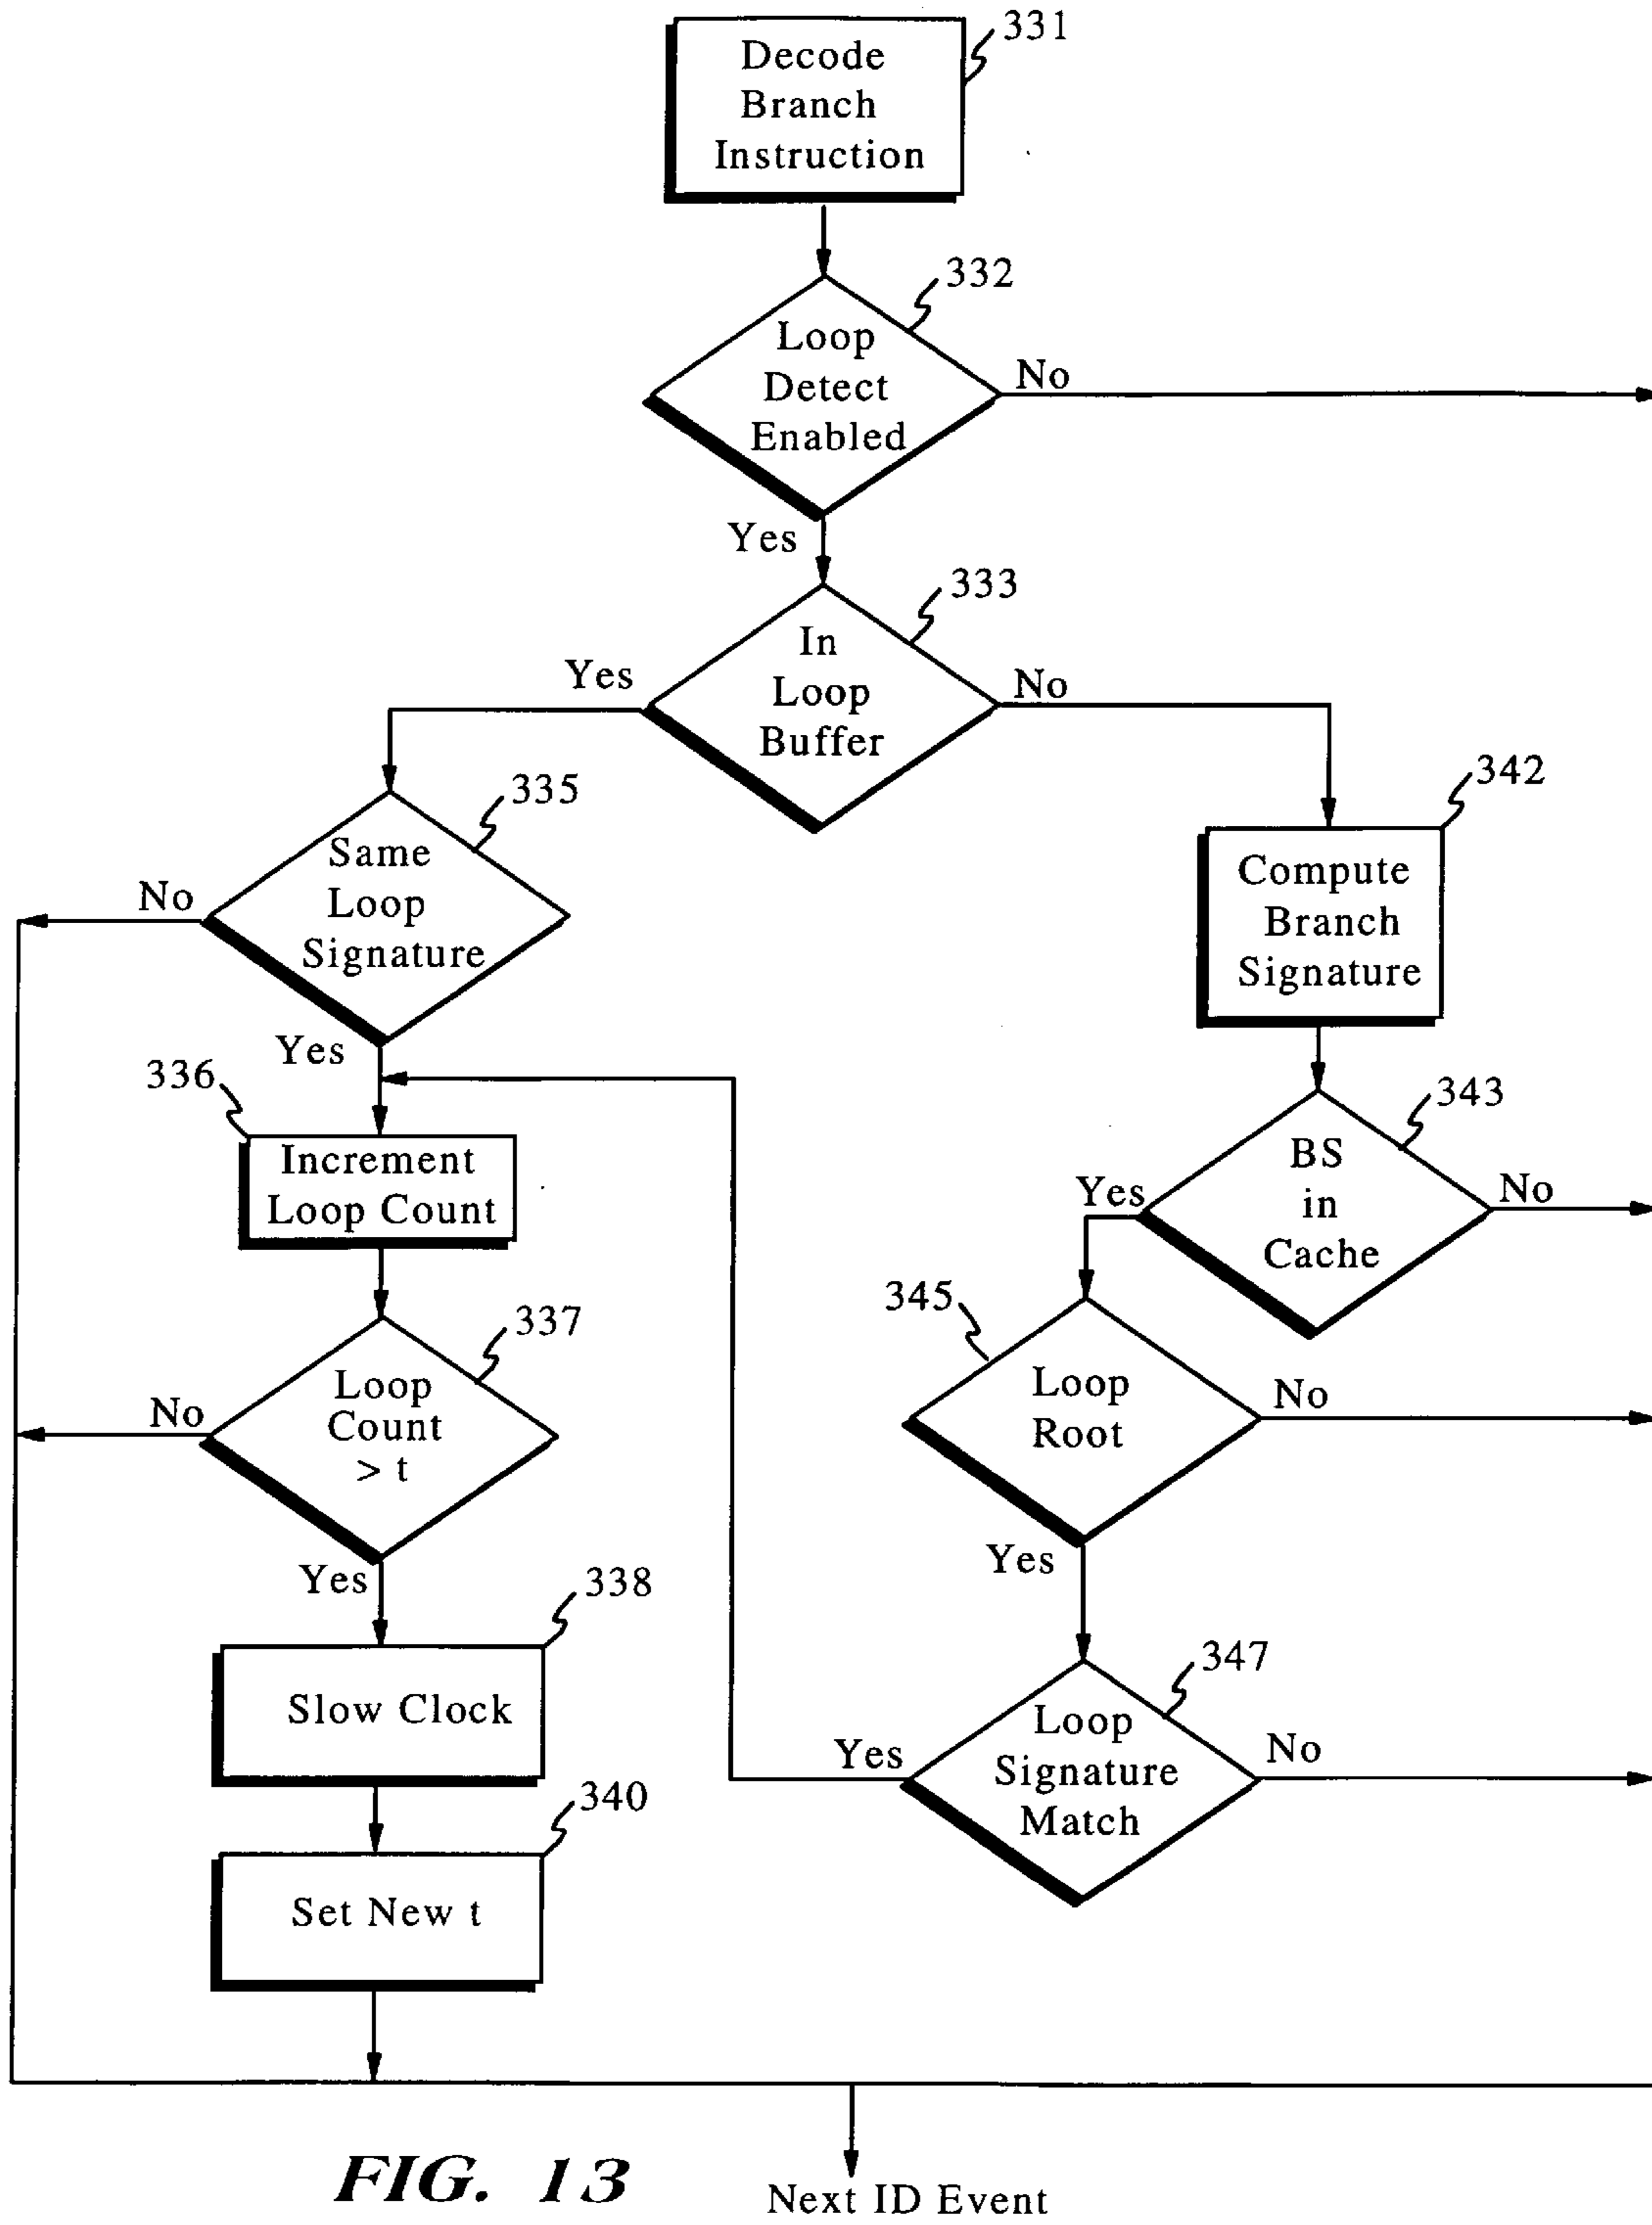 331
Decode
Branch
Instruction
332
Loop
Detect
Enabled
No
Yes
333
In
Loop
Buffer
Yes
No
335
Same
Loop
Signature
No
Yes
342
Compute
Branch
Signature
336
Increment
Loop Count
343
BS
in
Cache
Yes
No
337
Loop
Count
> t
No
Yes
345
Loop
Root
No
Yes
338
Slow Clock
347
Loop
Signature
Match
Yes
No
340
Set New t
FIG. 13
Next ID Event